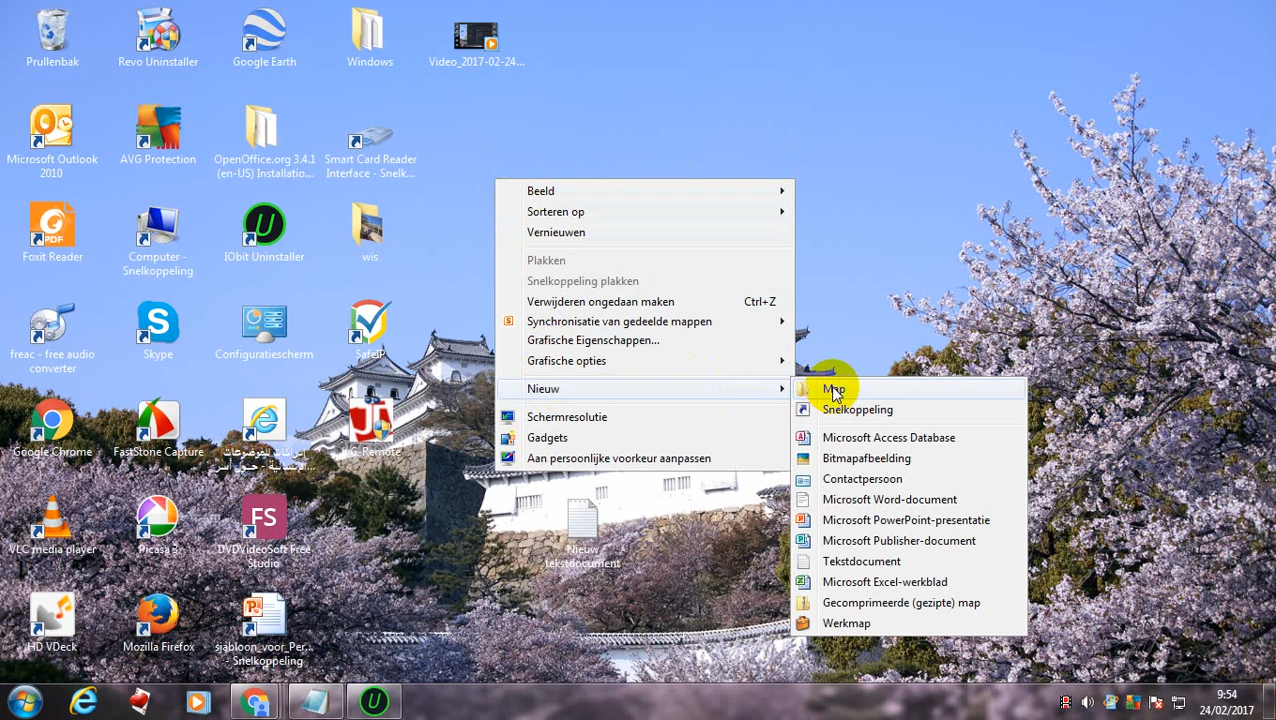 Prullenbak
Revo Uninstaller
Google Earth
Windows
Video_2017-02-24...
Microsoft Outlook
2010
AVG Protection
OpenOffice.org 3.4.1
(en-US) Installatio...
Smart Card Reader
Interface - Snelk...
Foxit Reader
PDF
Computer -
Snelkoppeling
IObit Uninstaller
wis
freac - free audio
converter
Skype
Configuratiescherm
SafeIP
Google Chrome
FastStone Capture
VLC media player
Picasa 3
FS
DVDVideoSoft Free
Studio
Nieuw
tekstdocument
HD VDeck
Mozilla Firefox
sjabloon_voor_Per...
- Snelkoppeling
Beeld
Sorteren op
Vernieuwen
Plakken
Snelkoppeling plakken
Verwijderen ongedaan maken Ctrl+Z
Synchronisatie van gedeelde mappen
Grafische Eigenschappen...
Grafische opties
Nieuw
Schermresolutie
Gadgets
Aan persoonlijke voorkeur aanpassen
Map
Snelkoppeling
Microsoft Access Database
Bitmapafbeelding
Contactpersoon
Microsoft Word-document
Microsoft PowerPoint-presentatie
Microsoft Publisher-document
Tekstdocument
Microsoft Excel-werkblad
Gecomprimeerde (gezipte) map
Werkmap
9:54
24/02/2017